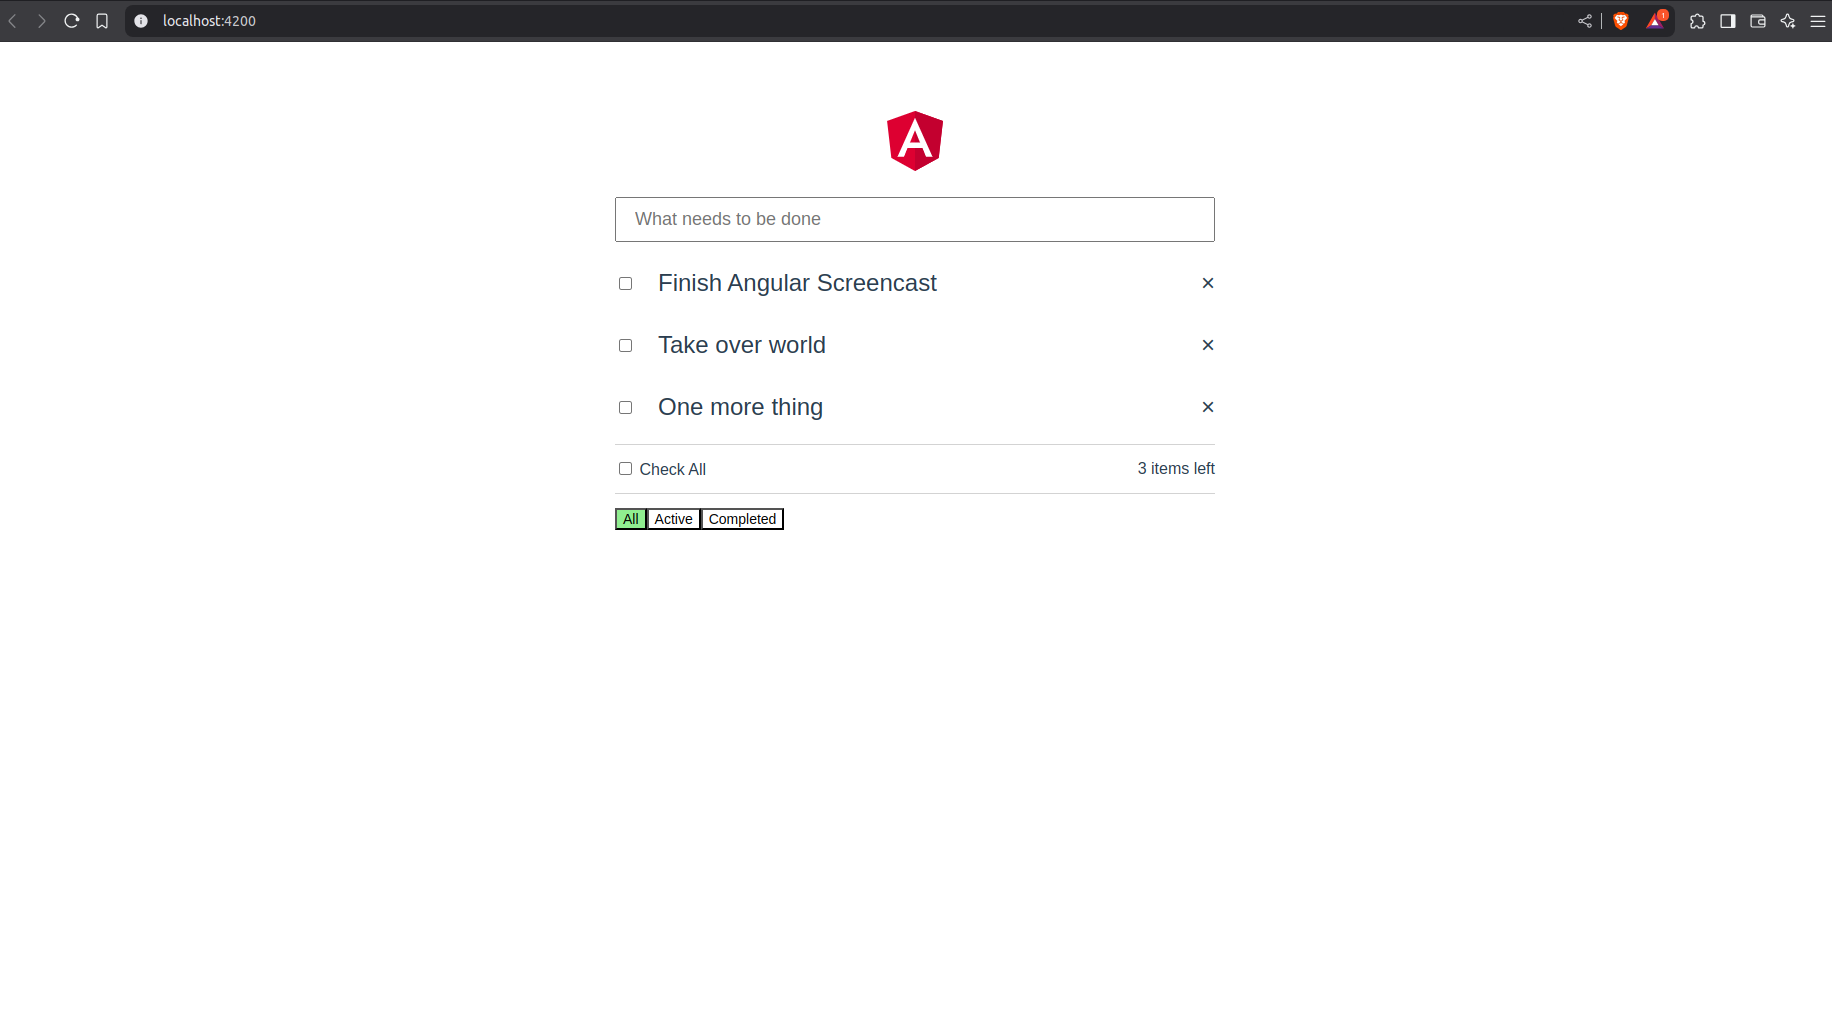 localhost:4200
1
A
What needs to be done
Finish Angular Screencast ×
Take over world ×
One more thing ×
Check All 3 items left
All Active Completed